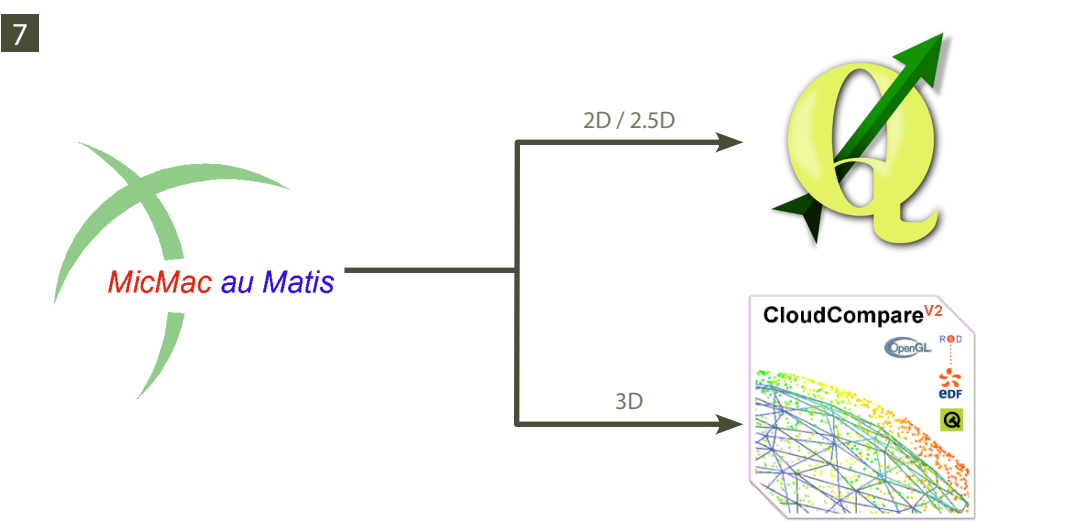 7
2D / 2.5D
MicMac au Matis
CloudCompareV2
OpenGL
R&D
eDF
3D